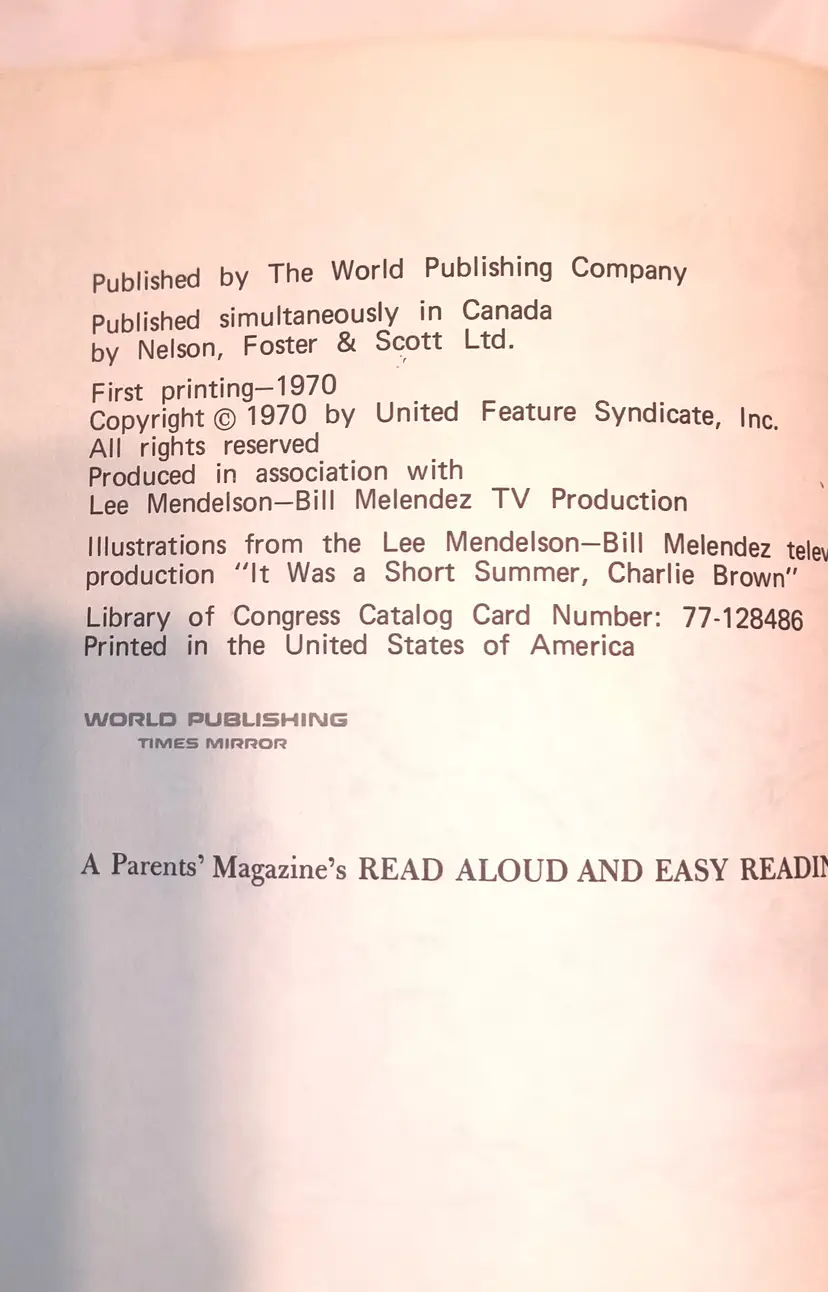 Published by The World Publishing Company
Published simultaneously in Canada
by Nelson, Foster & Scott Ltd.
First printing—1970
Copyright © 1970 by United Feature Syndicate, Inc.
All rights reserved
Produced in association with
Lee Mendelson—Bill Melendez TV Production
Illustrations from the Lee Mendelson—Bill Melendez telev
production "It Was a Short Summer, Charlie Brown"
Library of Congress Catalog Card Number: 77-128486
Printed in the United States of America
WORLD PUBLISHING
TIMES MIRROR
A Parents' Magazine's READ ALOUD AND EASY READIN